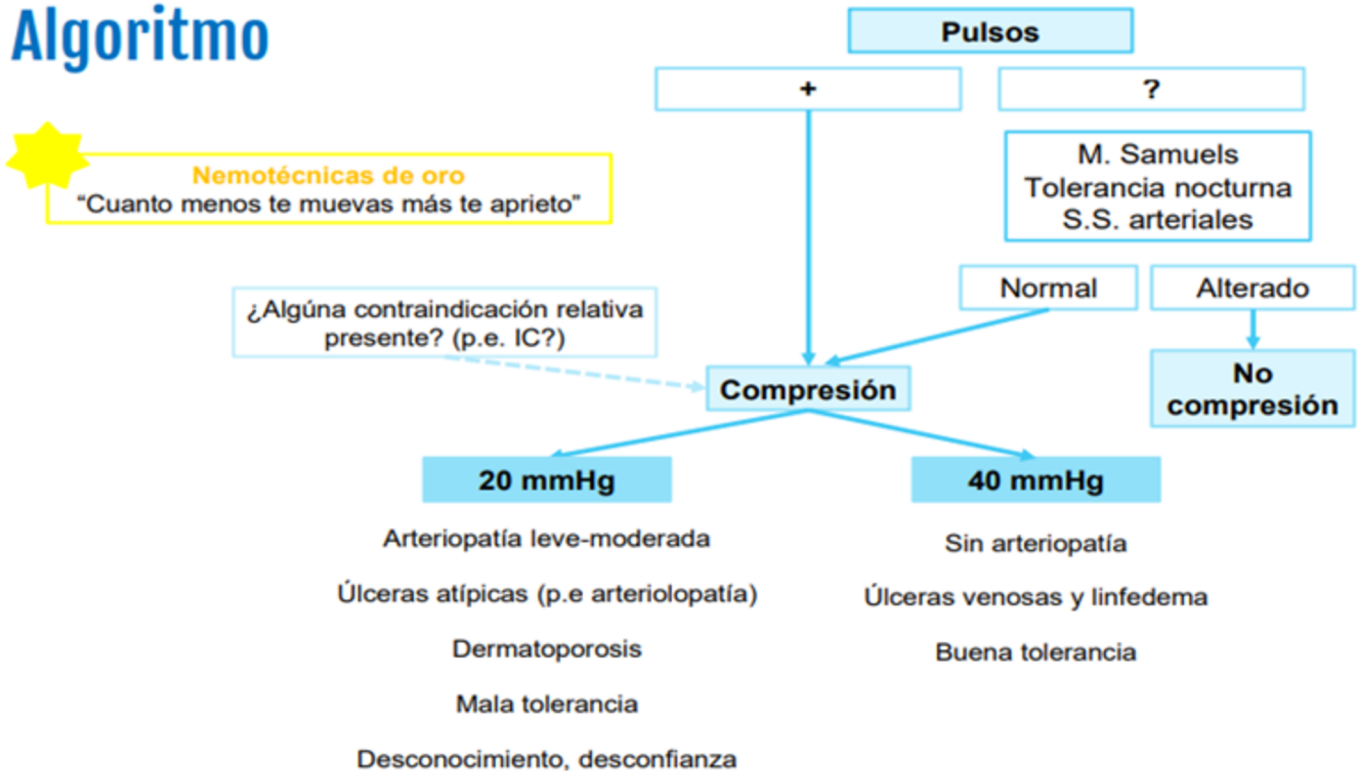 Algoritmo
Pulsos
+
?
M. Samuels
Tolerancia nocturna
S.S. arteriales
Nemotécnicas de oro
“Cuanto menos te muevas más te aprieto”
Normal
Alterado
¿Algúna contraindicación relativa
presente? (p.e. IC?)
Compresión
No
compresión
20 mmHg
40 mmHg
Arteriopatía leve-moderada
Úlceras atípicas (p.e arteriolopatía)
Dermatoporosis
Mala tolerancia
Desconocimiento, desconfianza
Sin arteriopatía
Úlceras venosas y linfedema
Buena tolerancia